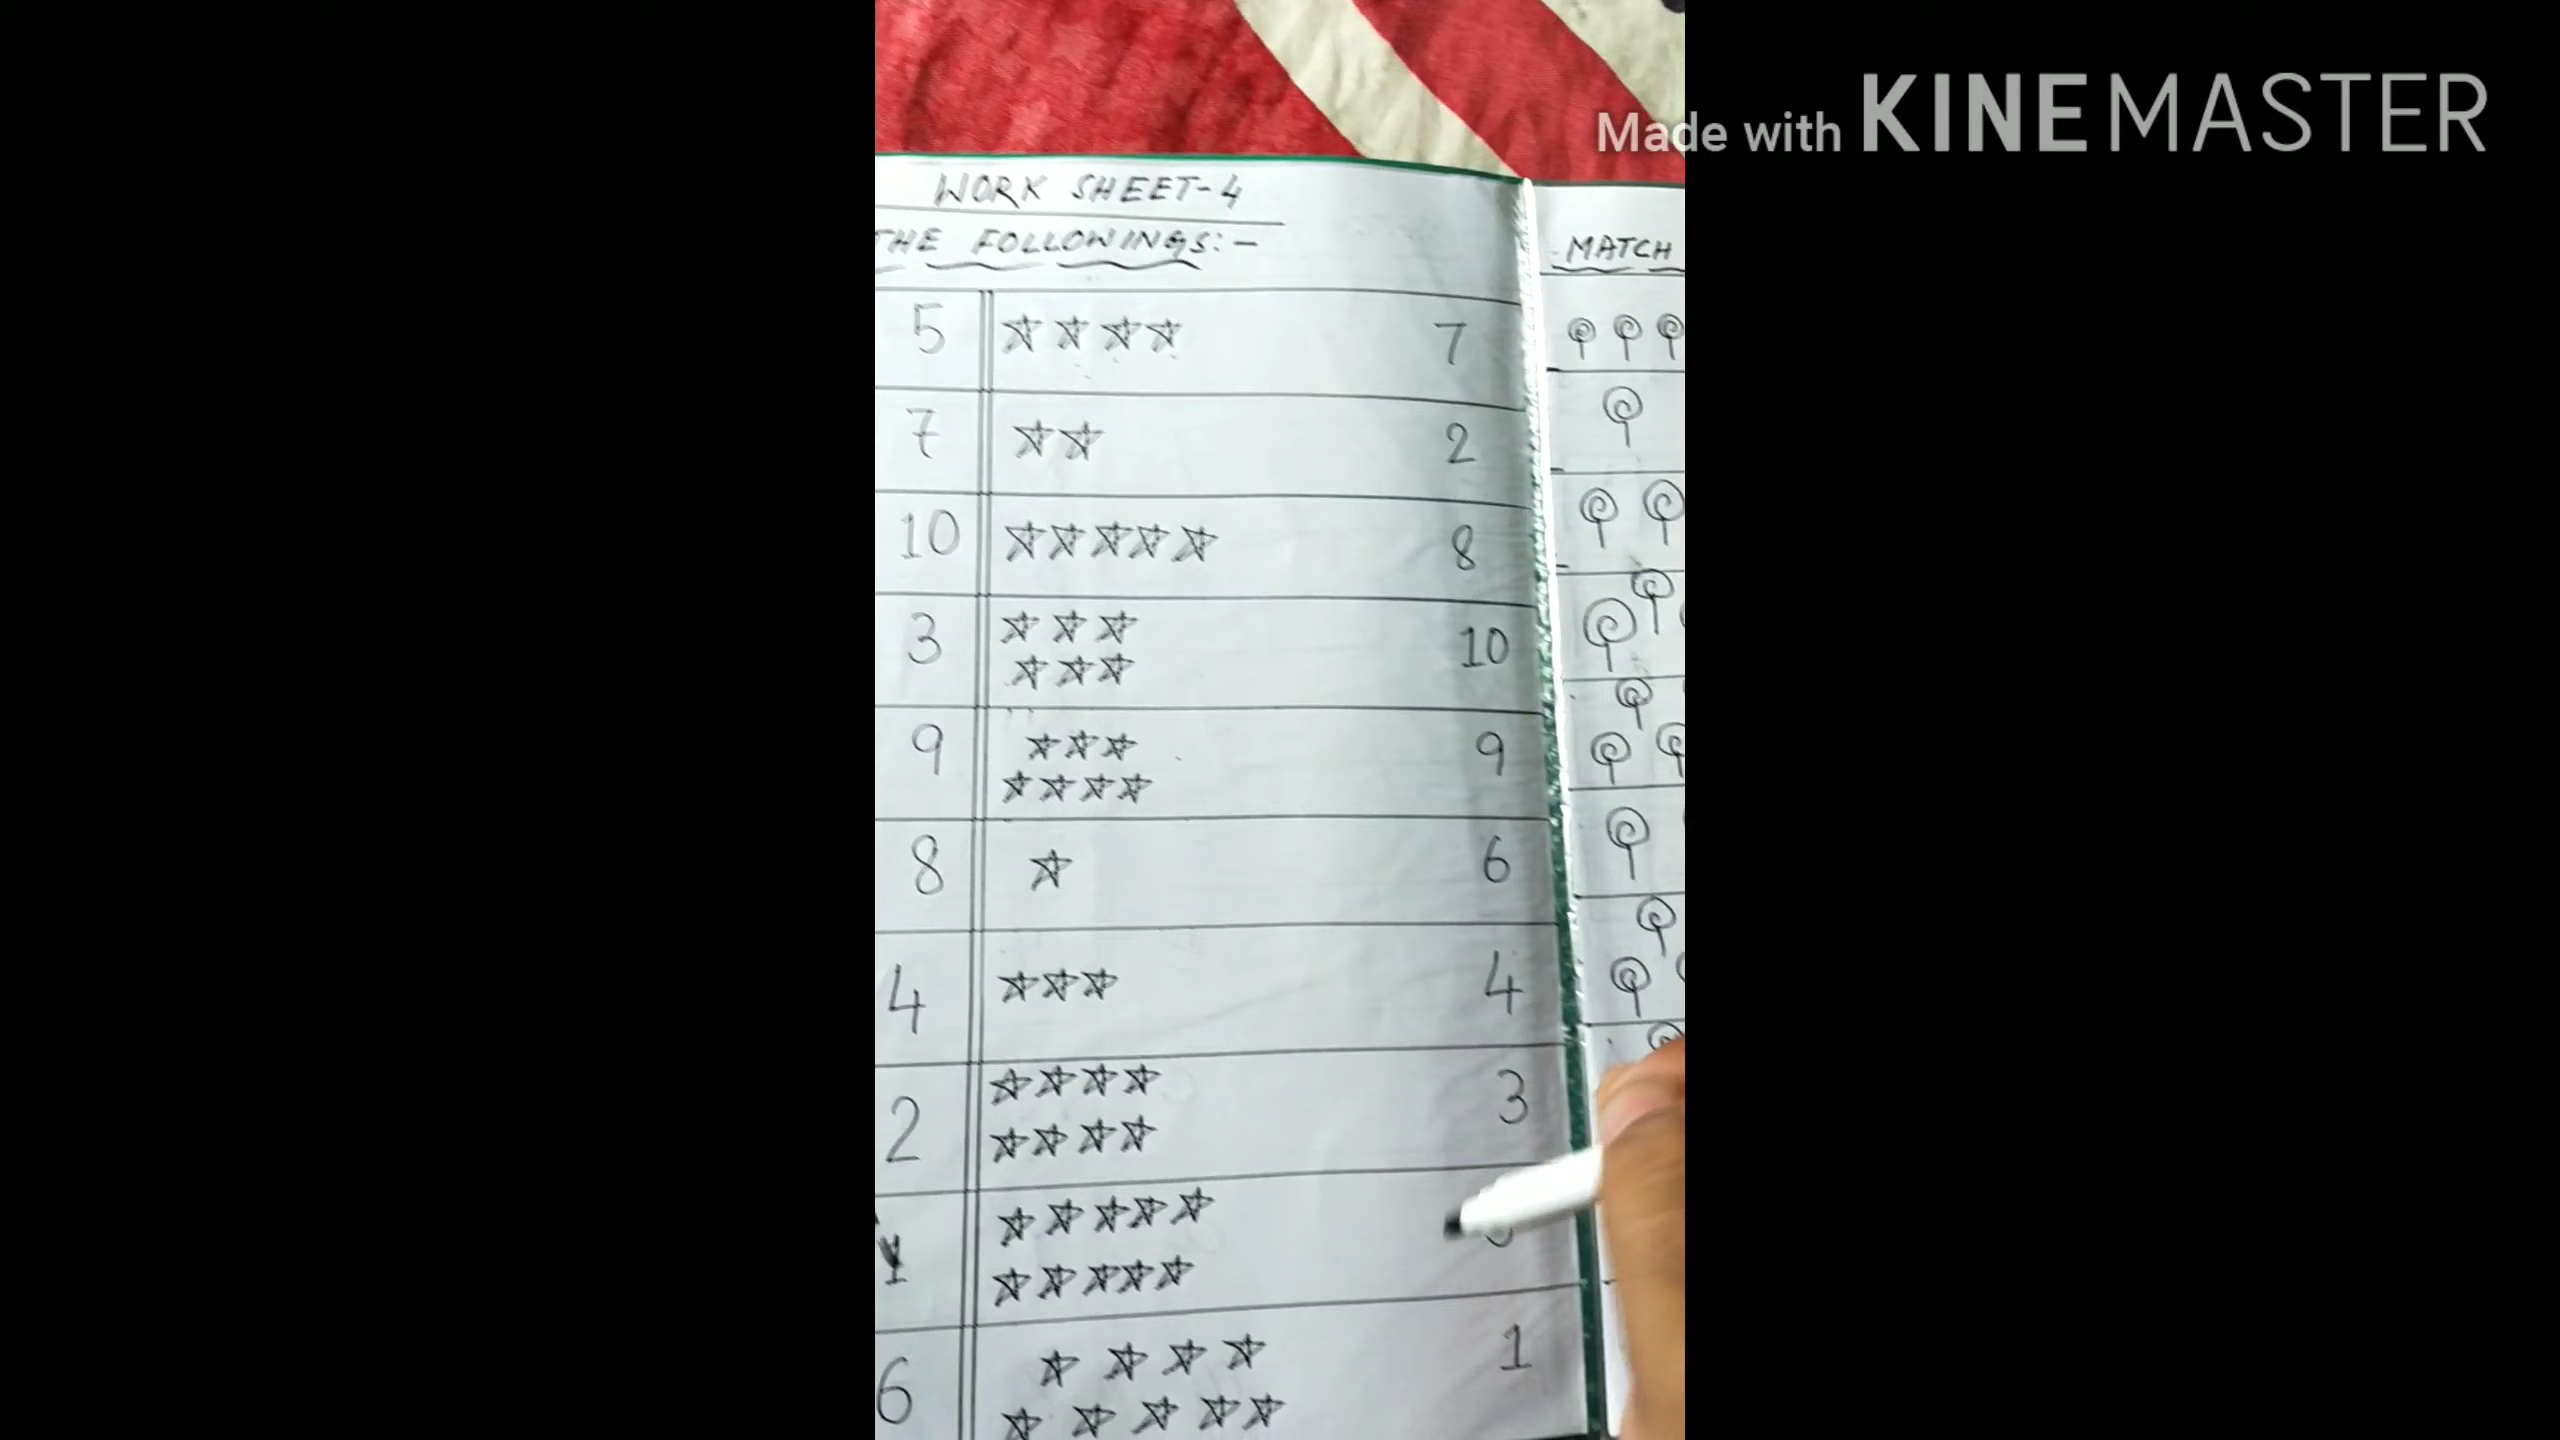 Made with KINEMASTER
WORK SHEET-4
THE FOLLOWINGS:-
MATCH
5 7
7 2
10 8
3 10
9 9
8 6
4 4
2 3
1
6 1